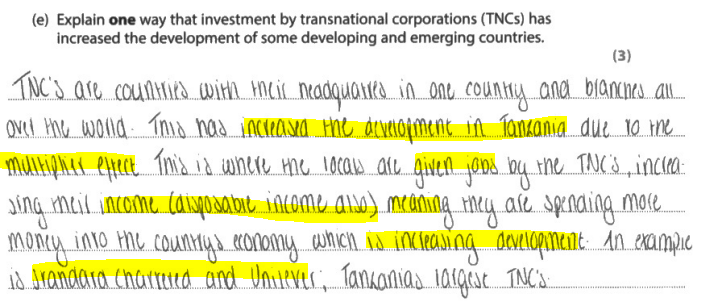 (e) Explain one way that investment by transnational corporations (TNCs) has
increased the development of some developing and emerging countries.
(3)
TNC's are countries with their headquatres in one country and branches all
over the world. This has increased the development in Tanzania due to the
multiplier effect. This is where the locals are given jobs by the TNC's, increa-
sing their income (disposable income also) meaning they are spending more
money into the countrys economy which is increasing development. An example
is Standard Chartered and Unilever; Tanzanias largest TNC's.